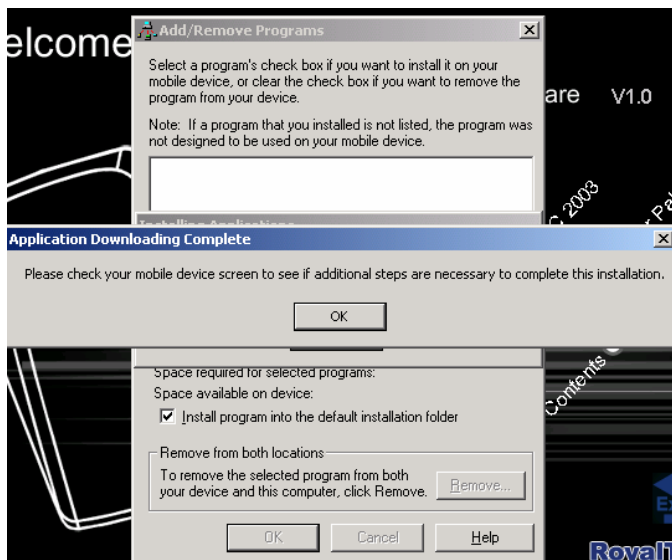 elcome
Add/Remove Programs
Select a program's check box if you want to install it on your
mobile device, or clear the check box if you want to remove the
program from your device.
Note: If a program that you installed is not listed, the program was
not designed to be used on your mobile device.
are V1.0
2003
Installing Applications
Application Downloading Complete
Please check your mobile device screen to see if additional steps are necessary to complete this installation.
OK
Space required for selected programs:
Space available on device:
Install program into the default installation folder
Contents
Remove from both locations
To remove the selected program from both
your device and this computer, click Remove.
Remove...
OK Cancel Help